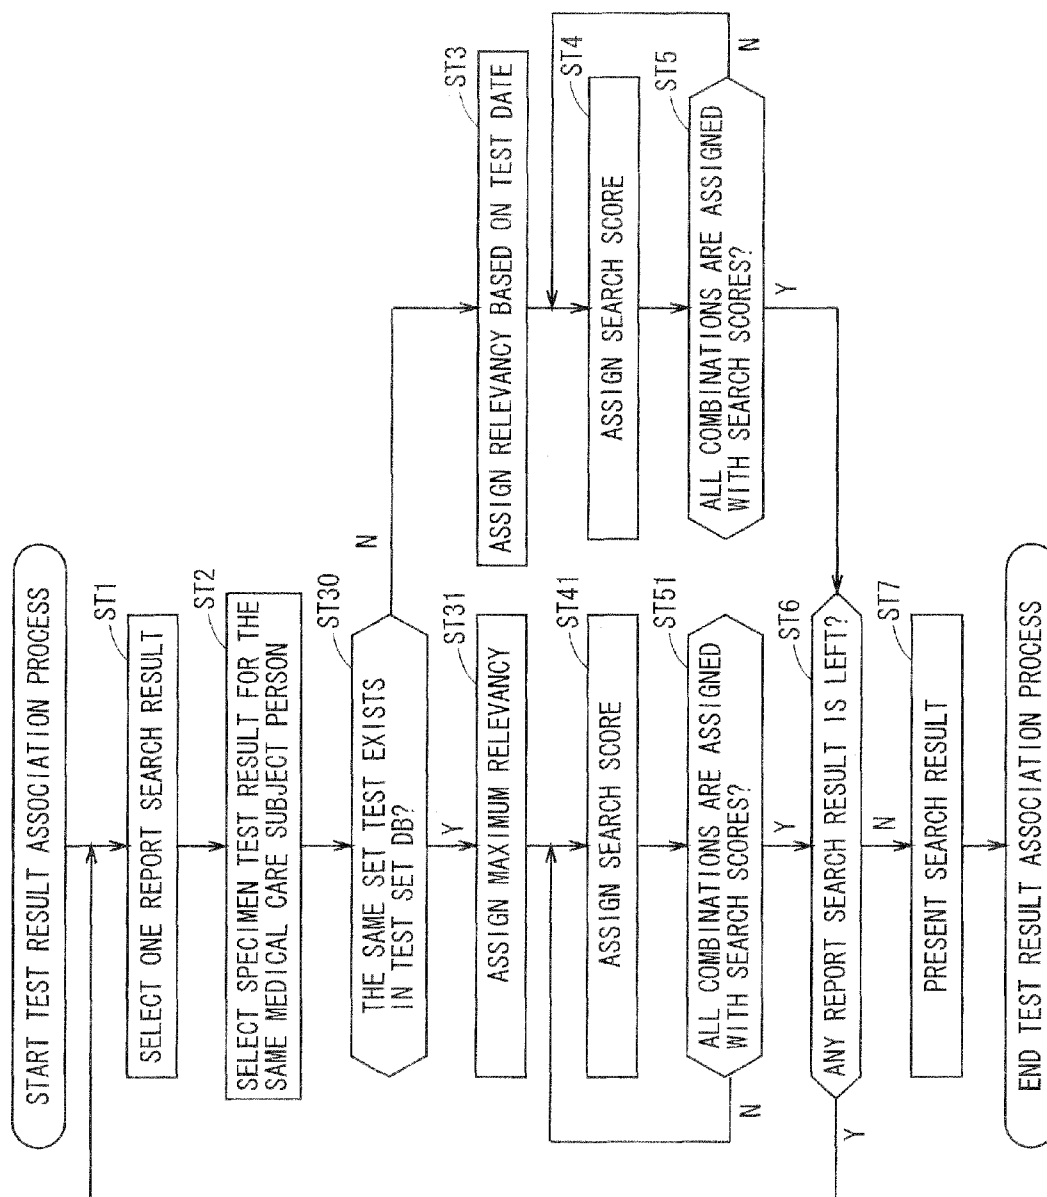 START TEST RESULT ASSOCIATION PROCESS
ST1
SELECT ONE REPORT SEARCH RESULT
ST2
SELECT SPECIMEN TEST RESULT FOR THE
SAME MEDICAL CARE SUBJECT PERSON
ST30
THE SAME SET TEST EXISTS
IN TEST SET DB?
N
Y
ST31
ASSIGN MAXIMUM RELEVANCY
ST41
ASSIGN SEARCH SCORE
ST51
ALL COMBINATIONS ARE ASSIGNED
WITH SEARCH SCORES?
N
Y
ST3
ASSIGN RELEVANCY BASED ON TEST DATE
ST4
ASSIGN SEARCH SCORE
ST5
ALL COMBINATIONS ARE ASSIGNED
WITH SEARCH SCORES?
N
Y
ST6
ANY REPORT SEARCH RESULT IS LEFT?
Y
N
ST7
PRESENT SEARCH RESULT
END TEST RESULT ASSOCIATION PROCESS